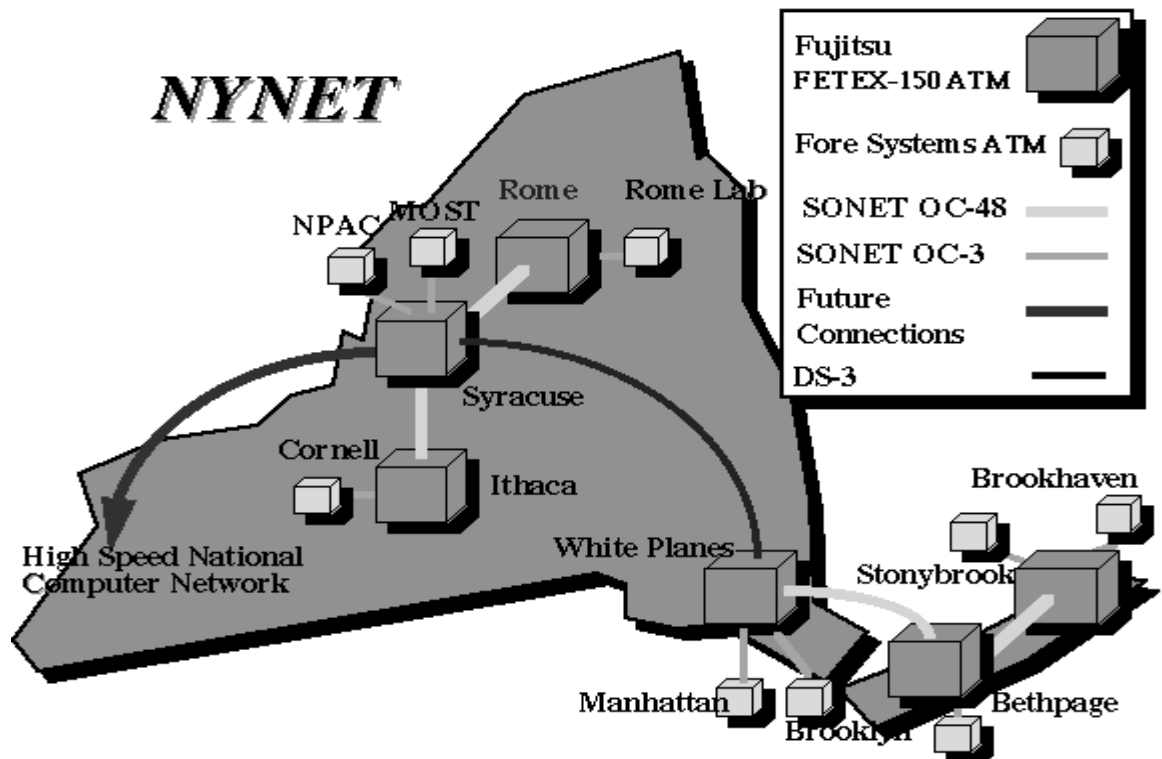 NYNET
Fujitsu
FETEX-150 ATM
Fore Systems ATM
SONET OC-48
SONET OC-3
Future
Connections
DS-3
Rome
Rome Lab
MOST
NPAC
Syracuse
Cornell
Ithaca
High Speed National
Computer Network
White Planes
Brookhaven
Stonybrook
Manhattan
Brooklyn
Bethpage